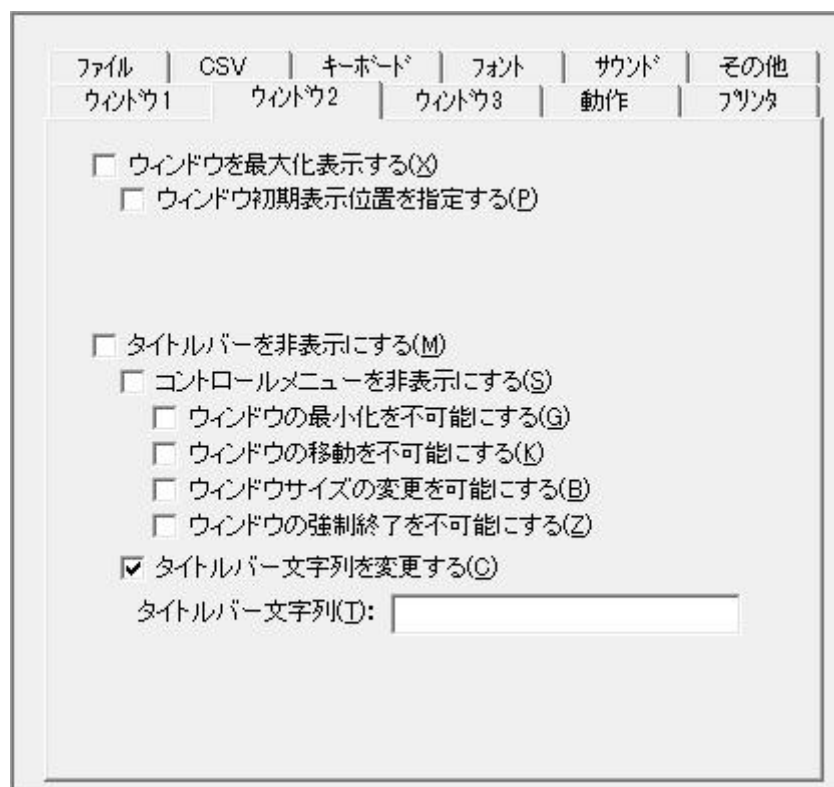 ファイル CSV キーボード フォント サウンド その他
ウィンドウ1 ウィンドウ2 ウィンドウ3 動作 プリンタ
ウィンドウを最大化表示する(X)
ウィンドウ初期表示位置を指定する(P)
タイトルバーを非表示にする(M)
コントロールメニューを非表示にする(S)
ウィンドウの最小化を不可能にする(G)
ウィンドウの移動を不可能にする(K)
ウィンドウサイズの変更を可能にする(B)
ウィンドウの強制終了を不可能にする(Z)
タイトルバー文字列を変更する(C)
タイトルバー文字列(T):